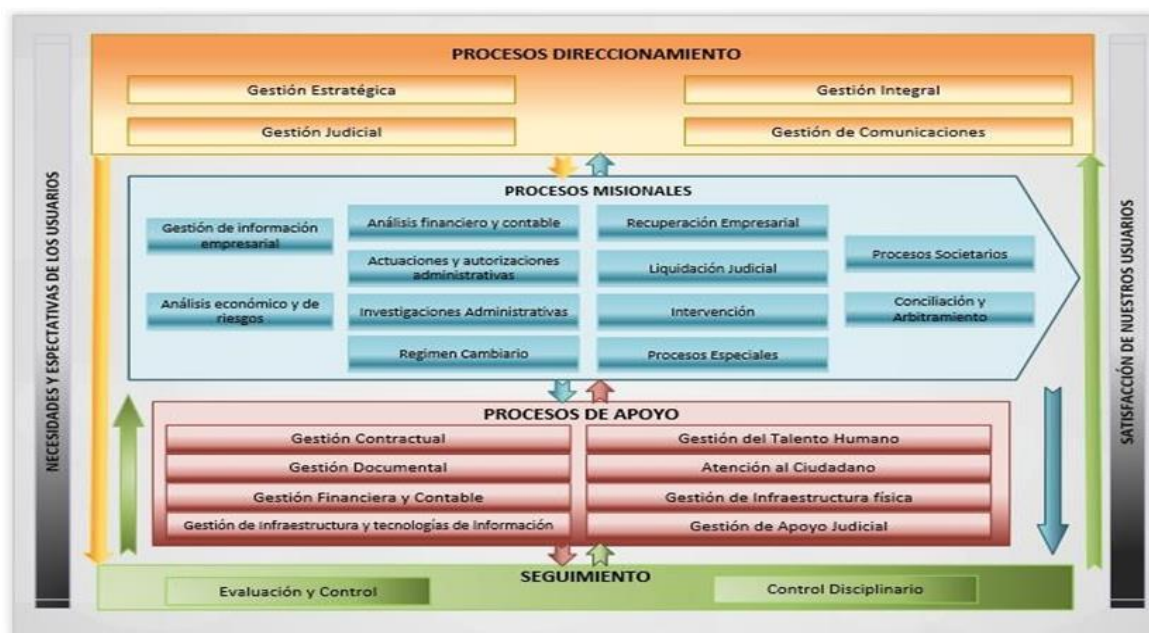 NECESIDADES Y ESPECTATIVAS DE LOS USUARIOS
PROCESOS DIRECCIONAMIENTO
Gestión Estratégica
Gestión Integral
Gestión Judicial
Gestión de Comunicaciones
PROCESOS MISIONALES
Gestión de información
empresarial
Análisis económico y de
riesgos
Análisis financiero y contable
Actuaciones y autorizaciones
administrativas
Investigaciones Administrativas
Regimen Cambiario
Recuperación Empresarial
Liquidación Judicial
Intervención
Procesos Especiales
Procesos Societarios
Conciliación y
Arbitramiento
PROCESOS DE APOYO
Gestión Contractual
Gestión Documental
Gestión Financiera y Contable
Gestión de Infraestructura y tecnologías de Información
Gestión del Talento Humano
Atención al Ciudadano
Gestión de Infraestructura física
Gestión de Apoyo Judicial
SEGUIMIENTO
Evaluación y Control
Control Disciplinario
SATISFACCIÓN DE NUESTROS USUARIOS